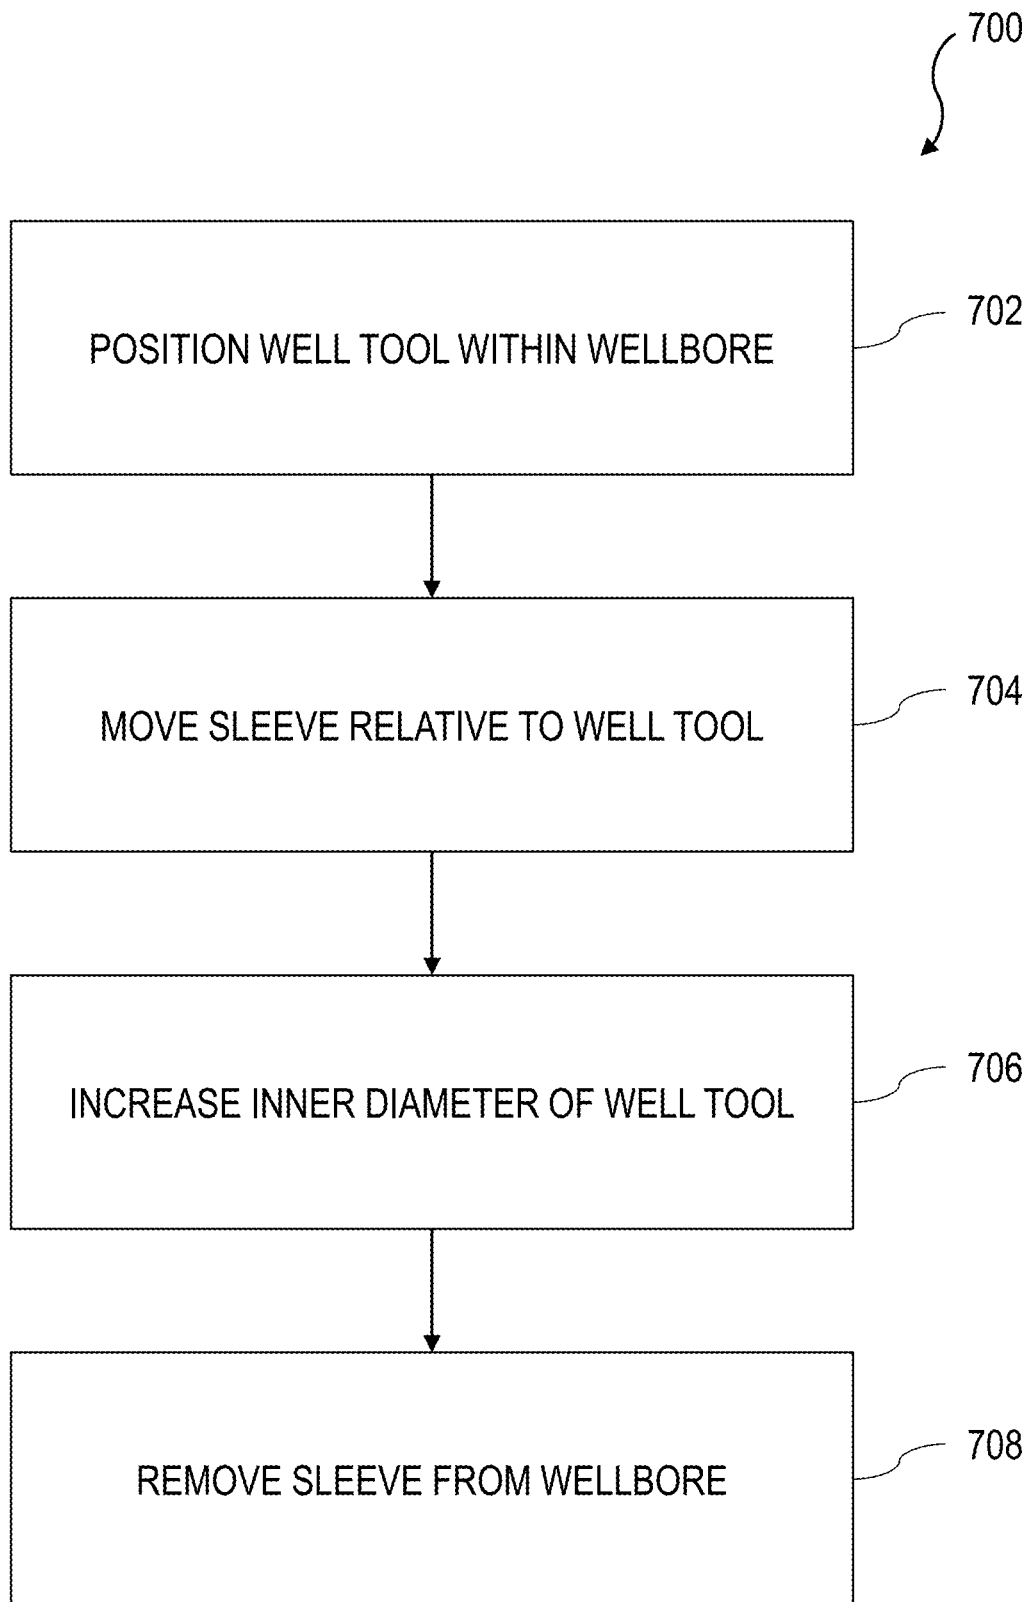 700
POSITION WELL TOOL WITHIN WELLBORE
702
MOVE SLEEVE RELATIVE TO WELL TOOL
704
INCREASE INNER DIAMETER OF WELL TOOL
706
REMOVE SLEEVE FROM WELLBORE
708